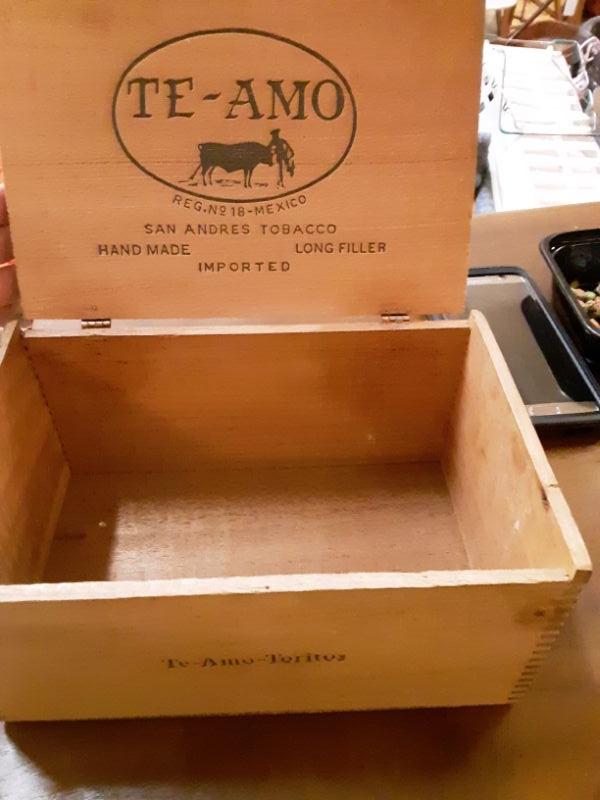 TE-AMO
REG. Nº 18-MEXICO
SAN ANDRES TOBACCO
HAND MADE LONG FILLER
IMPORTED
Te-Amo-Toritos